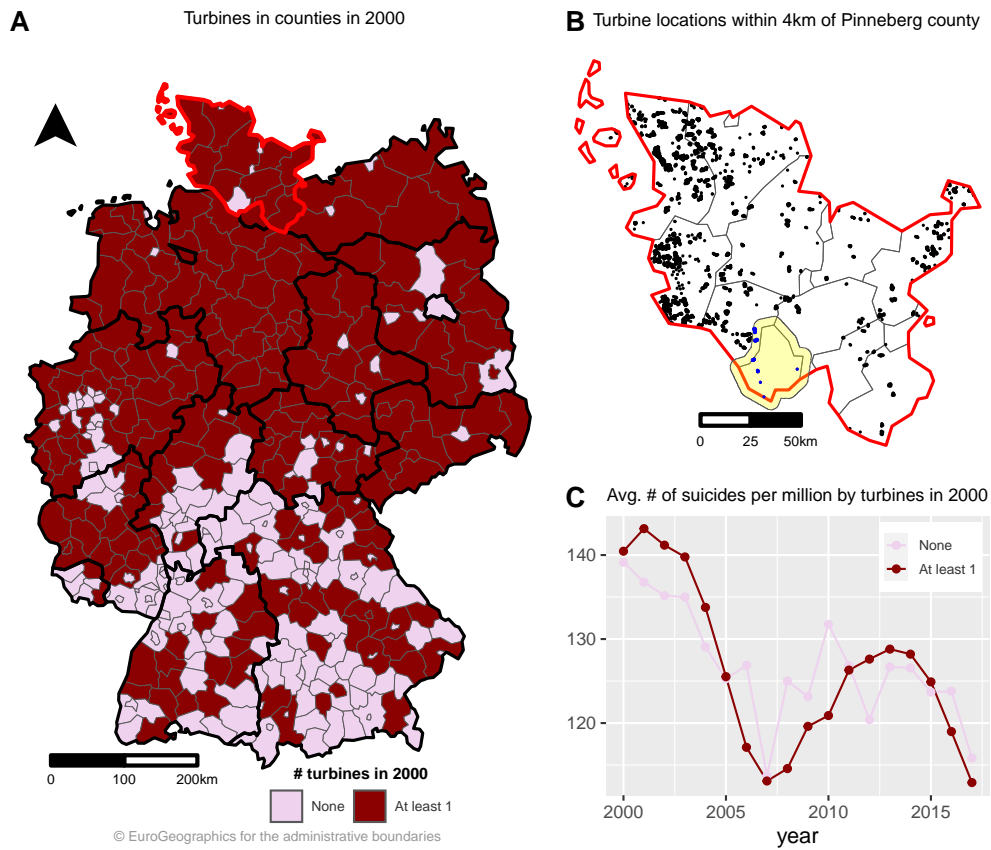 A
Turbines in counties in 2000
0
100
200km
# turbines in 2000
None
At least 1
© EuroGeographics for the administrative boundaries
B
Turbine locations within 4km of Pinneberg county
0
25
50km
C
Avg. # of suicides per million by turbines in 2000
None
At least 1
140
130
120
2000
2005
2010
2015
year